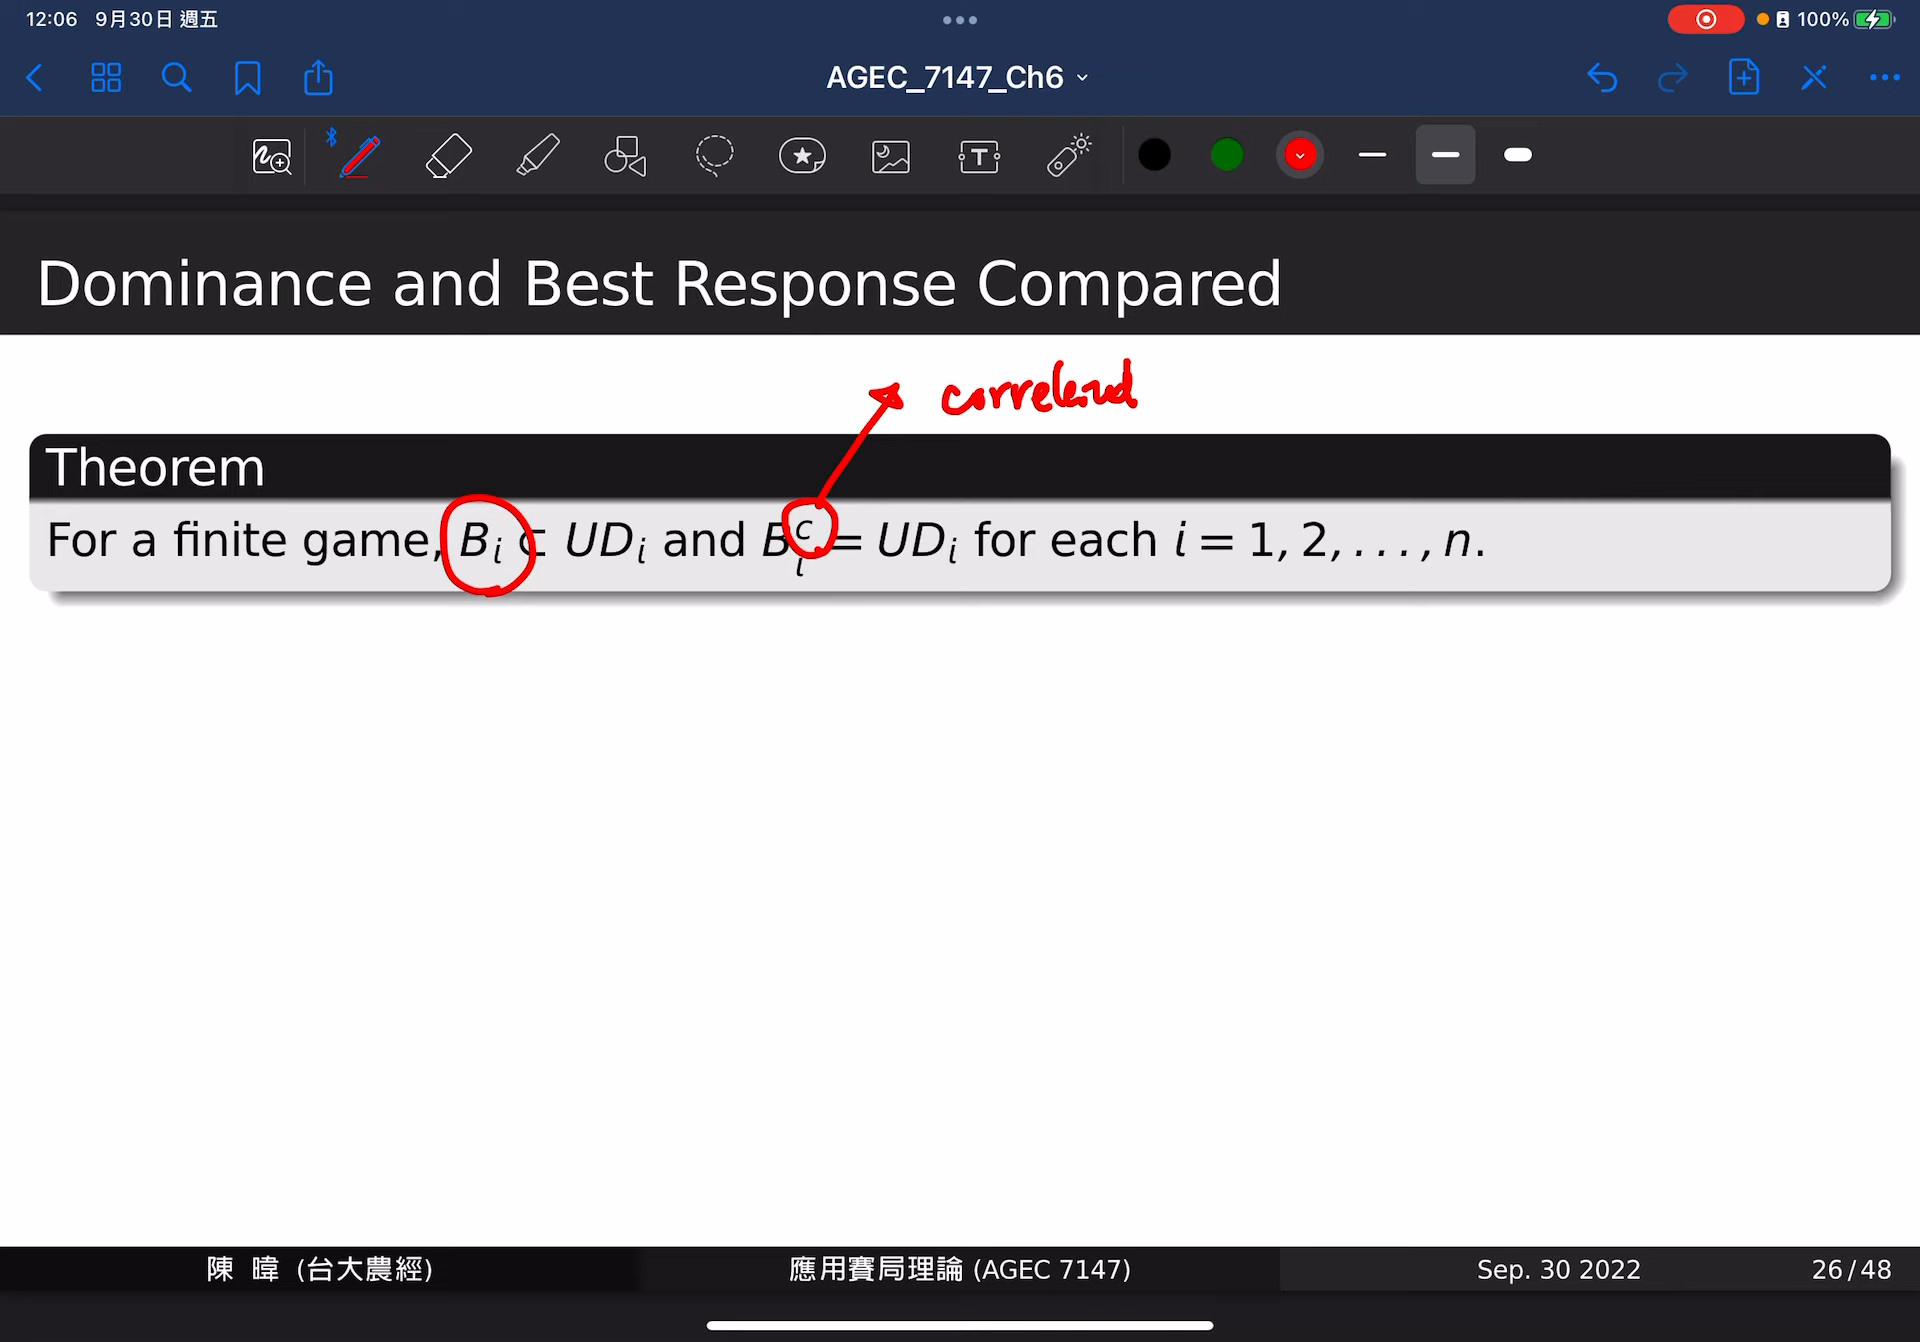 12:06 9月30日 週五
100%
AGEC_7147_Ch6
T
Dominance and Best Response Compared
correlated
Theorem
For a finite game, B_i ⊂ UD_i and B_i^c = UD_i for each i = 1, 2, . . . , n.
陳 暐 (台大農經)
應用賽局理論 (AGEC 7147)
Sep. 30 2022
26/48